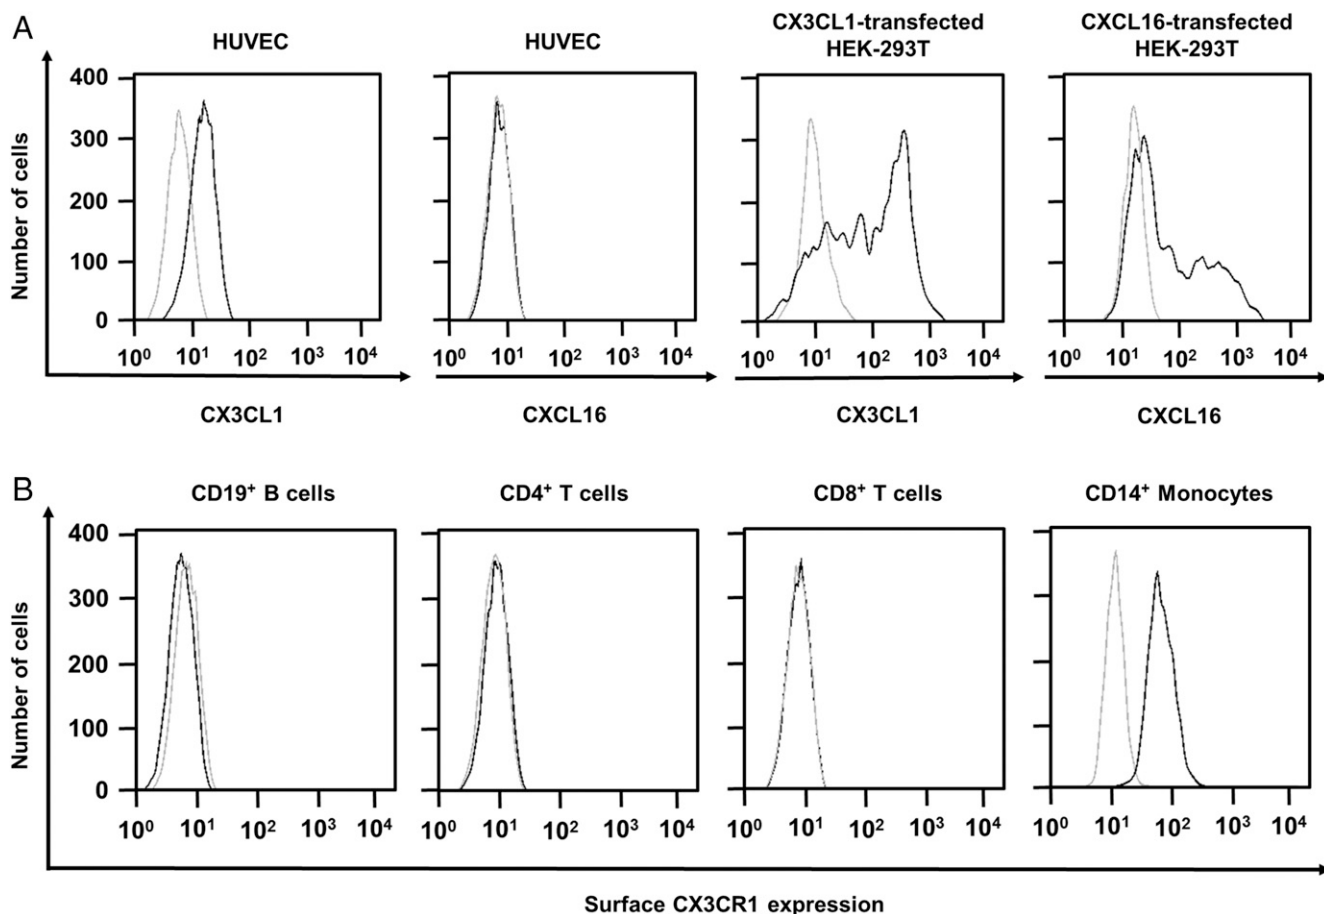 A
HUVEC
HUVEC
CX3CL1-transfected
HEK-293T
CXCL16-transfected
HEK-293T
Number of cells
400
300
200
100
0
10⁰ 10¹ 10² 10³ 10⁴
10⁰ 10¹ 10² 10³ 10⁴
10⁰ 10¹ 10² 10³ 10⁴
10⁰ 10¹ 10² 10³ 10⁴
CX3CL1
CXCL16
CX3CL1
CXCL16
B
CD19⁺ B cells
CD4⁺ T cells
CD8⁺ T cells
CD14⁺ Monocytes
Number of cells
400
300
200
100
0
10⁰ 10¹ 10² 10³ 10⁴
10⁰ 10¹ 10² 10³ 10⁴
10⁰ 10¹ 10² 10³ 10⁴
10⁰ 10¹ 10² 10³ 10⁴
Surface CX3CR1 expression